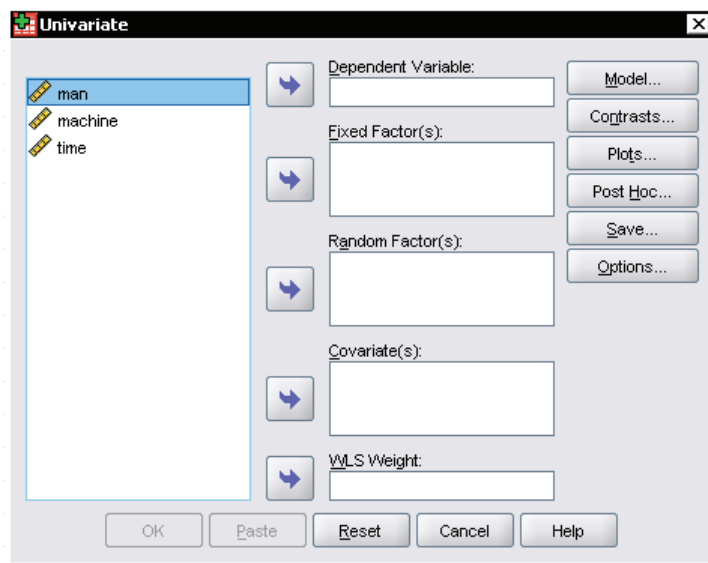 Univariate
man
machine
time
Dependent Variable:
Fixed Factor(s):
Random Factor(s):
Covariate(s):
WLS Weight:
Model...
Contrasts...
Plots...
Post Hoc...
Save...
Options...
OK
Paste
Reset
Cancel
Help